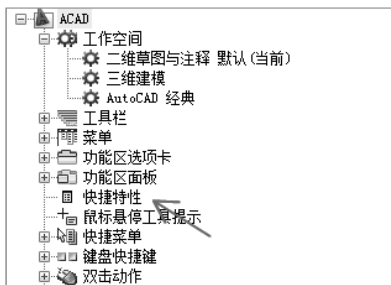 ACAD
工作空间
二维草图与注释 默认(当前)
三维建模
AutoCAD 经典
工具栏
菜单
功能区选项卡
功能区面板
快捷特性
鼠标悬停工具提示
快捷菜单
键盘快捷键
双击动作